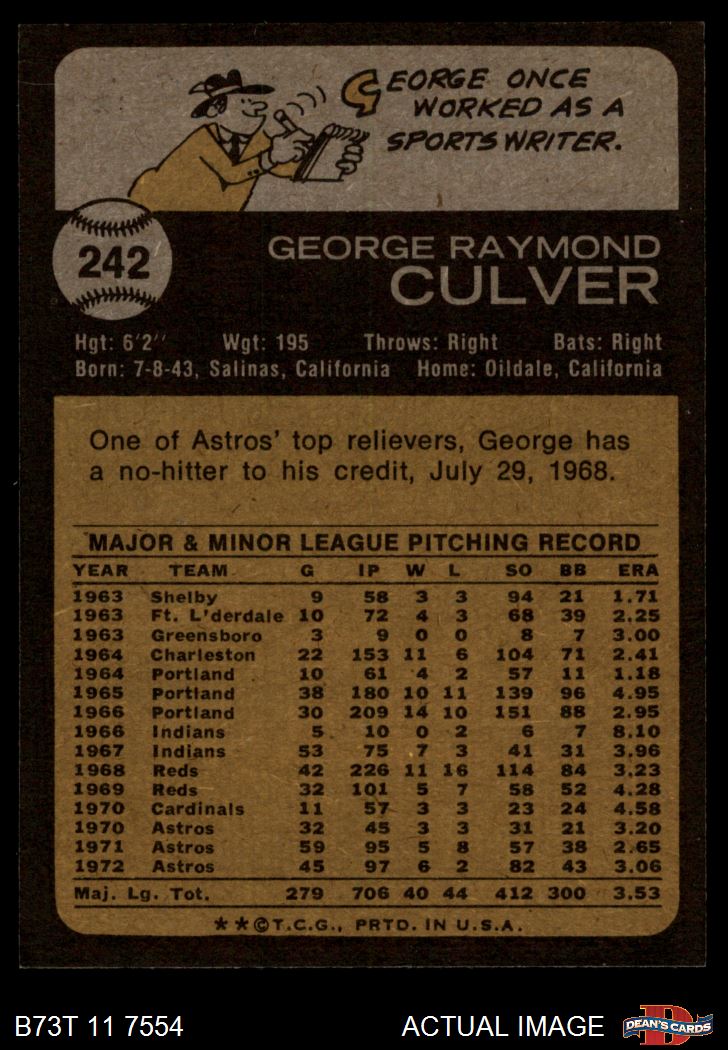 GEORGE ONCE
WORKED AS A
SPORTS WRITER.
242
GEORGE RAYMOND
CULVER
Hgt: 6'2'' Wgt: 195 Throws: Right Bats: Right
Born: 7-8-43, Salinas, California Home: Oildale, California
One of Astros' top relievers, George has
a no-hitter to his credit, July 29, 1968.
MAJOR & MINOR LEAGUE PITCHING RECORD
YEAR TEAM G IP W L SO BB ERA
1963 Shelby 9 58 3 3 94 21 1.71
1963 Ft. L'derdale 10 72 4 3 68 39 2.25
1963 Greensboro 3 9 0 0 8 7 3.00
1964 Charleston 22 153 11 6 104 71 2.41
1964 Portland 10 61 4 2 57 11 1.18
1965 Portland 38 180 10 11 139 96 4.95
1966 Portland 30 209 14 10 151 88 2.95
1966 Indians 5 10 0 2 6 7 8.10
1967 Indians 53 75 7 3 41 31 3.96
1968 Reds 42 226 11 16 114 84 3.23
1969 Reds 32 101 5 7 58 52 4.28
1970 Cardinals 11 57 3 3 23 24 4.58
1970 Astros 32 45 3 3 31 21 3.20
1971 Astros 59 95 5 8 57 38 2.65
1972 Astros 45 97 6 2 82 43 3.06
Maj. Lg. Tot. 279 706 40 44 412 300 3.53
**©T.C.G., PRTD. IN U.S.A.
B73T 11 7554 ACTUAL IMAGE DEAN'S CARDS